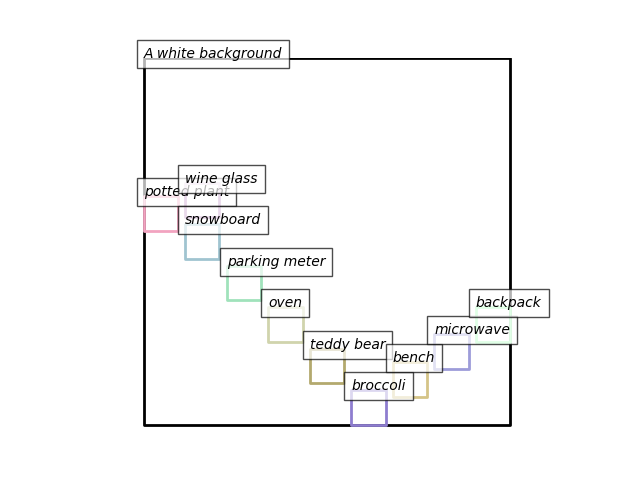 A white background
wine glass
potted plant
snowboard
parking meter
oven
backpack
microwave
teddy bear
bench
broccoli